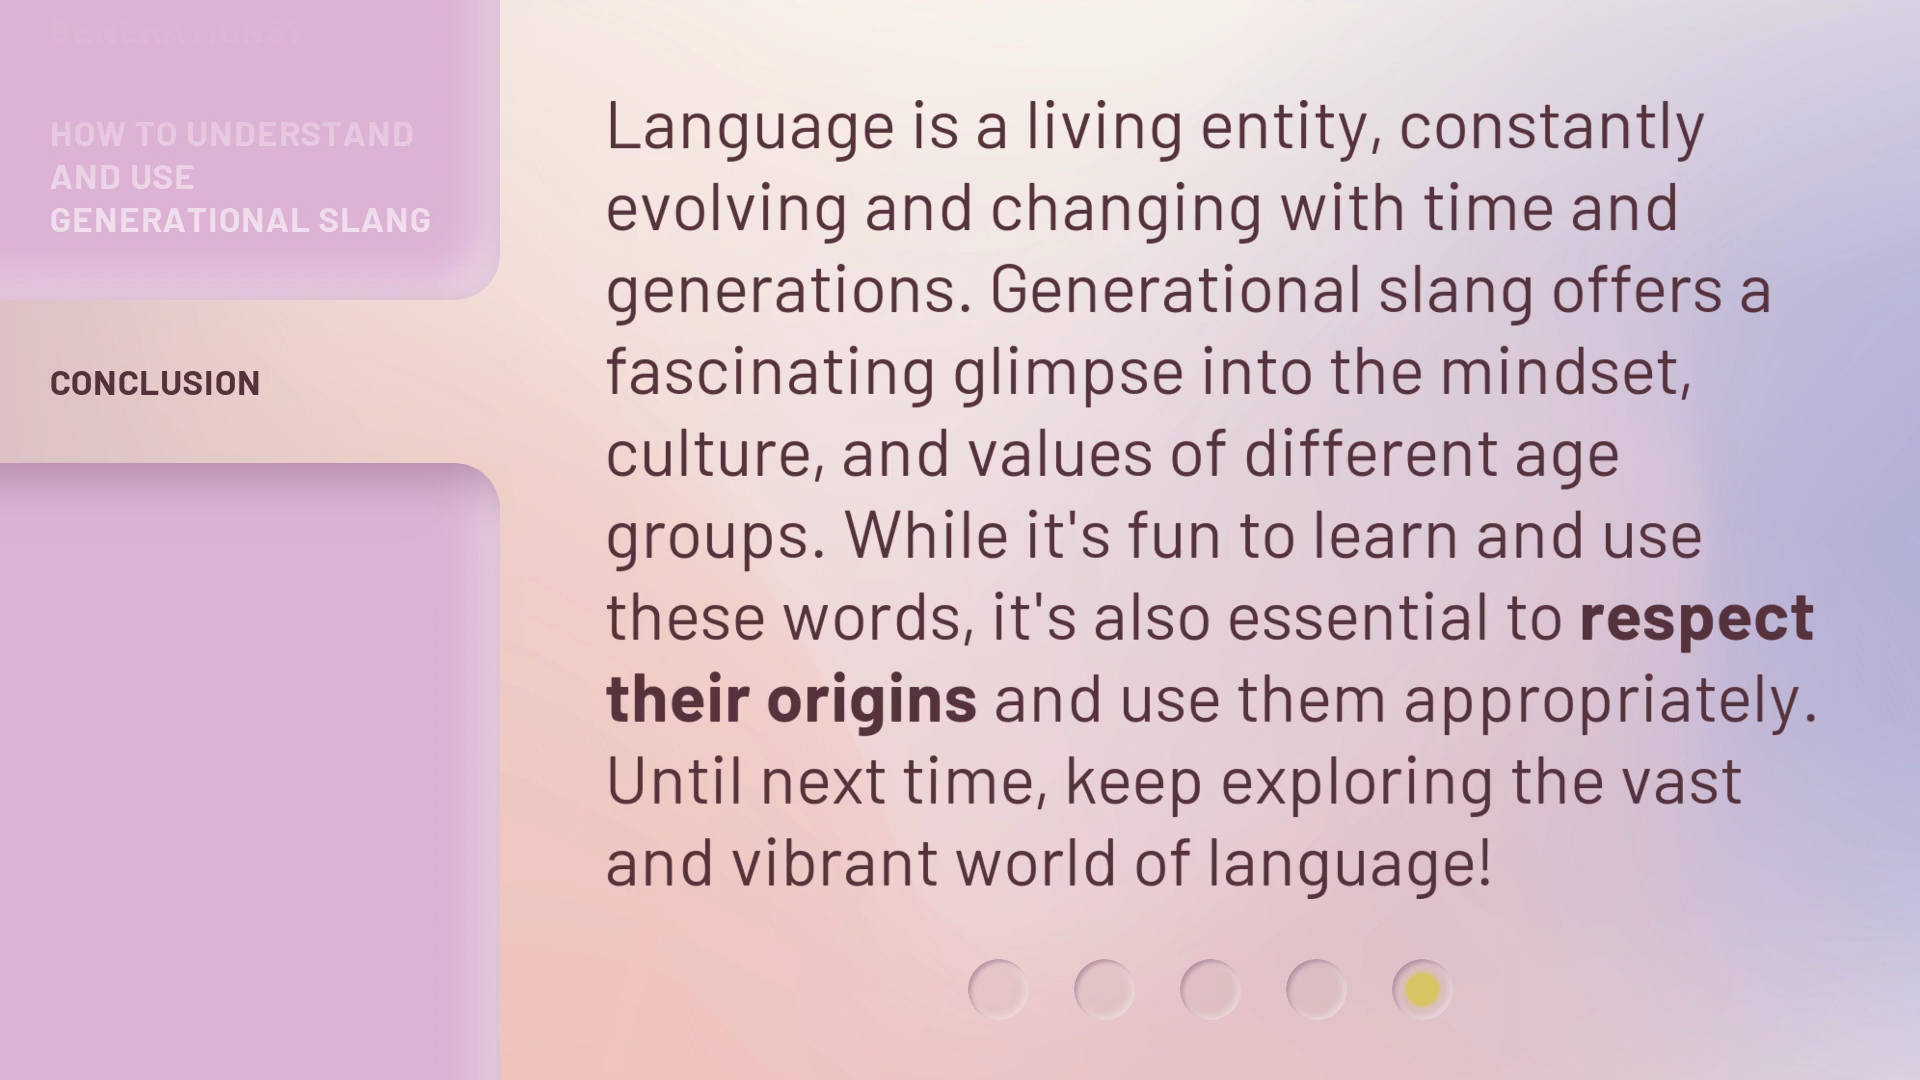 GENERATIONS?
HOW TO UNDERSTAND
AND USE
GENERATIONAL SLANG
CONCLUSION
Language is a living entity, constantly
evolving and changing with time and
generations. Generational slang offers a
fascinating glimpse into the mindset,
culture, and values of different age
groups. While it's fun to learn and use
these words, it's also essential to respect
their origins and use them appropriately.
Until next time, keep exploring the vast
and vibrant world of language!